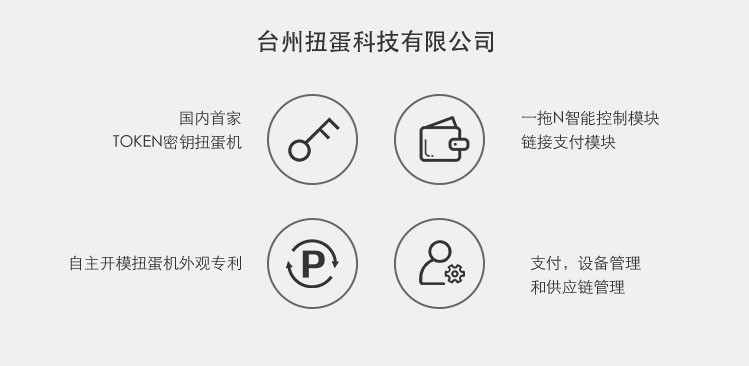 台州扭蛋科技有限公司
国内首家
TOKEN密钥扭蛋机
一拖N智能控制模块
链接支付模块
自主开模扭蛋机外观专利
P
支付，设备管理
和供应链管理